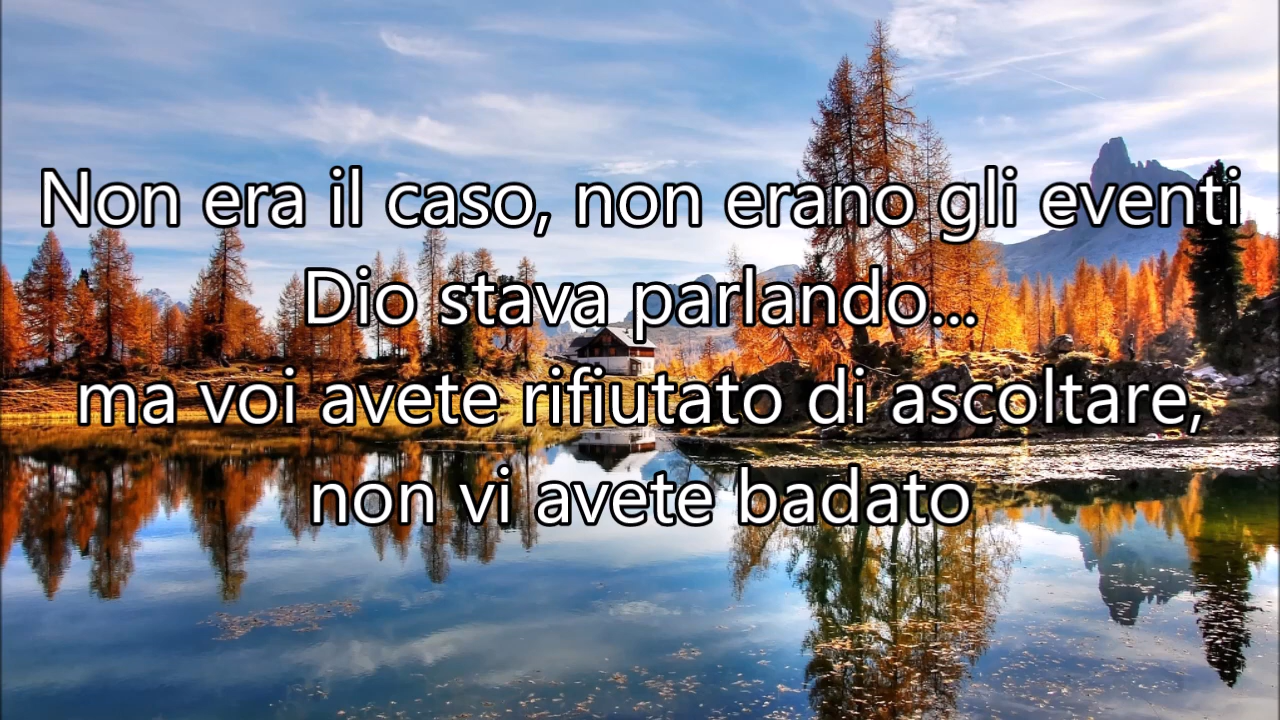 Non era il caso, non erano gli eventi
Dio stava parlando...
ma voi avete rifiutato di ascoltare,
non vi avete badato